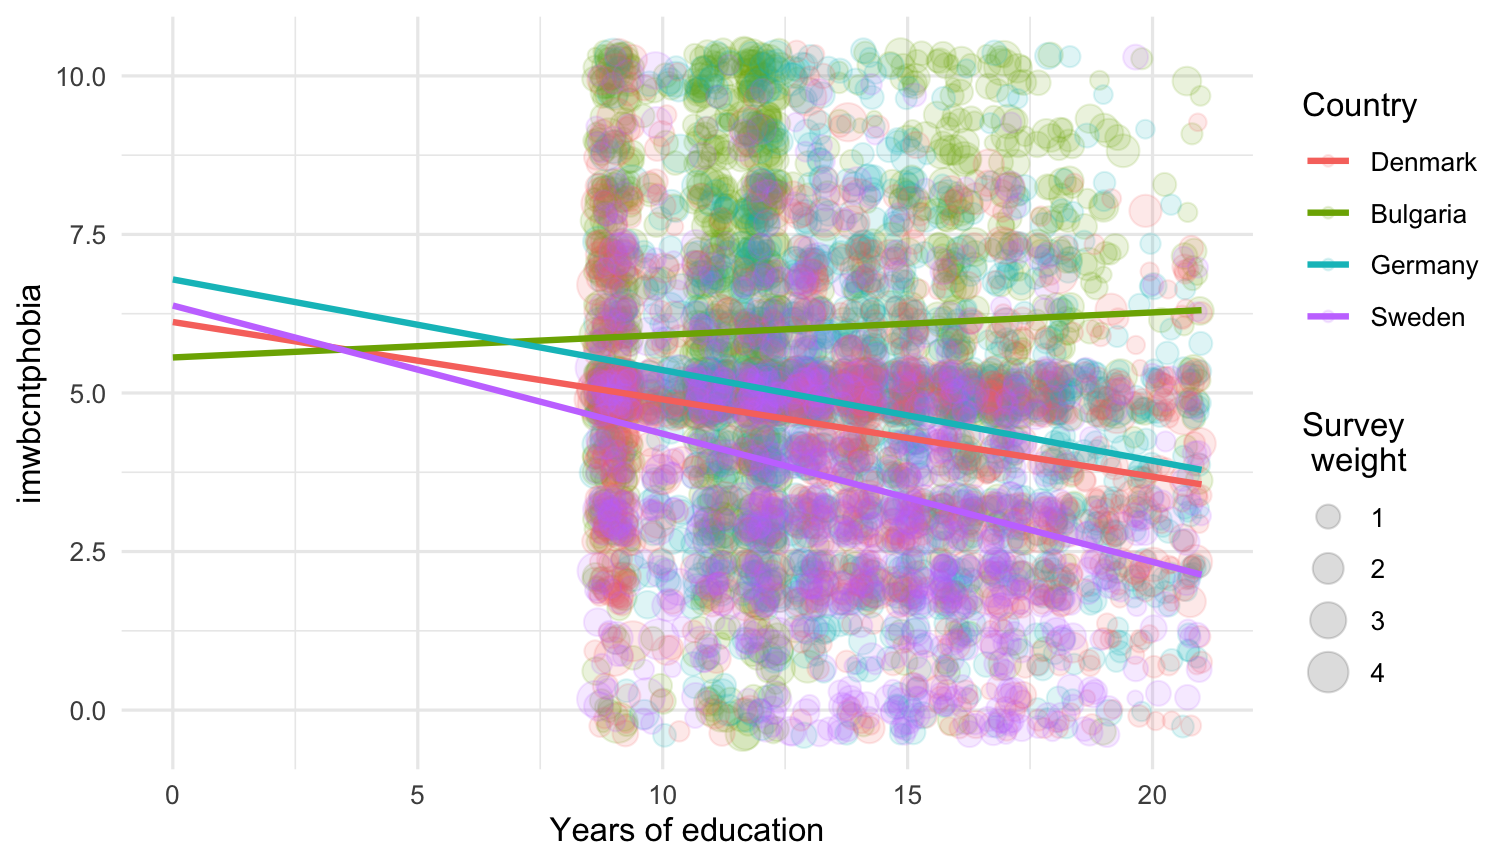 imwbcntphobia
10.0
7.5
5.0
2.5
0.0
0
5
10
15
20
Years of education
Country
Denmark
Bulgaria
Germany
Sweden
Survey
weight
1
2
3
4